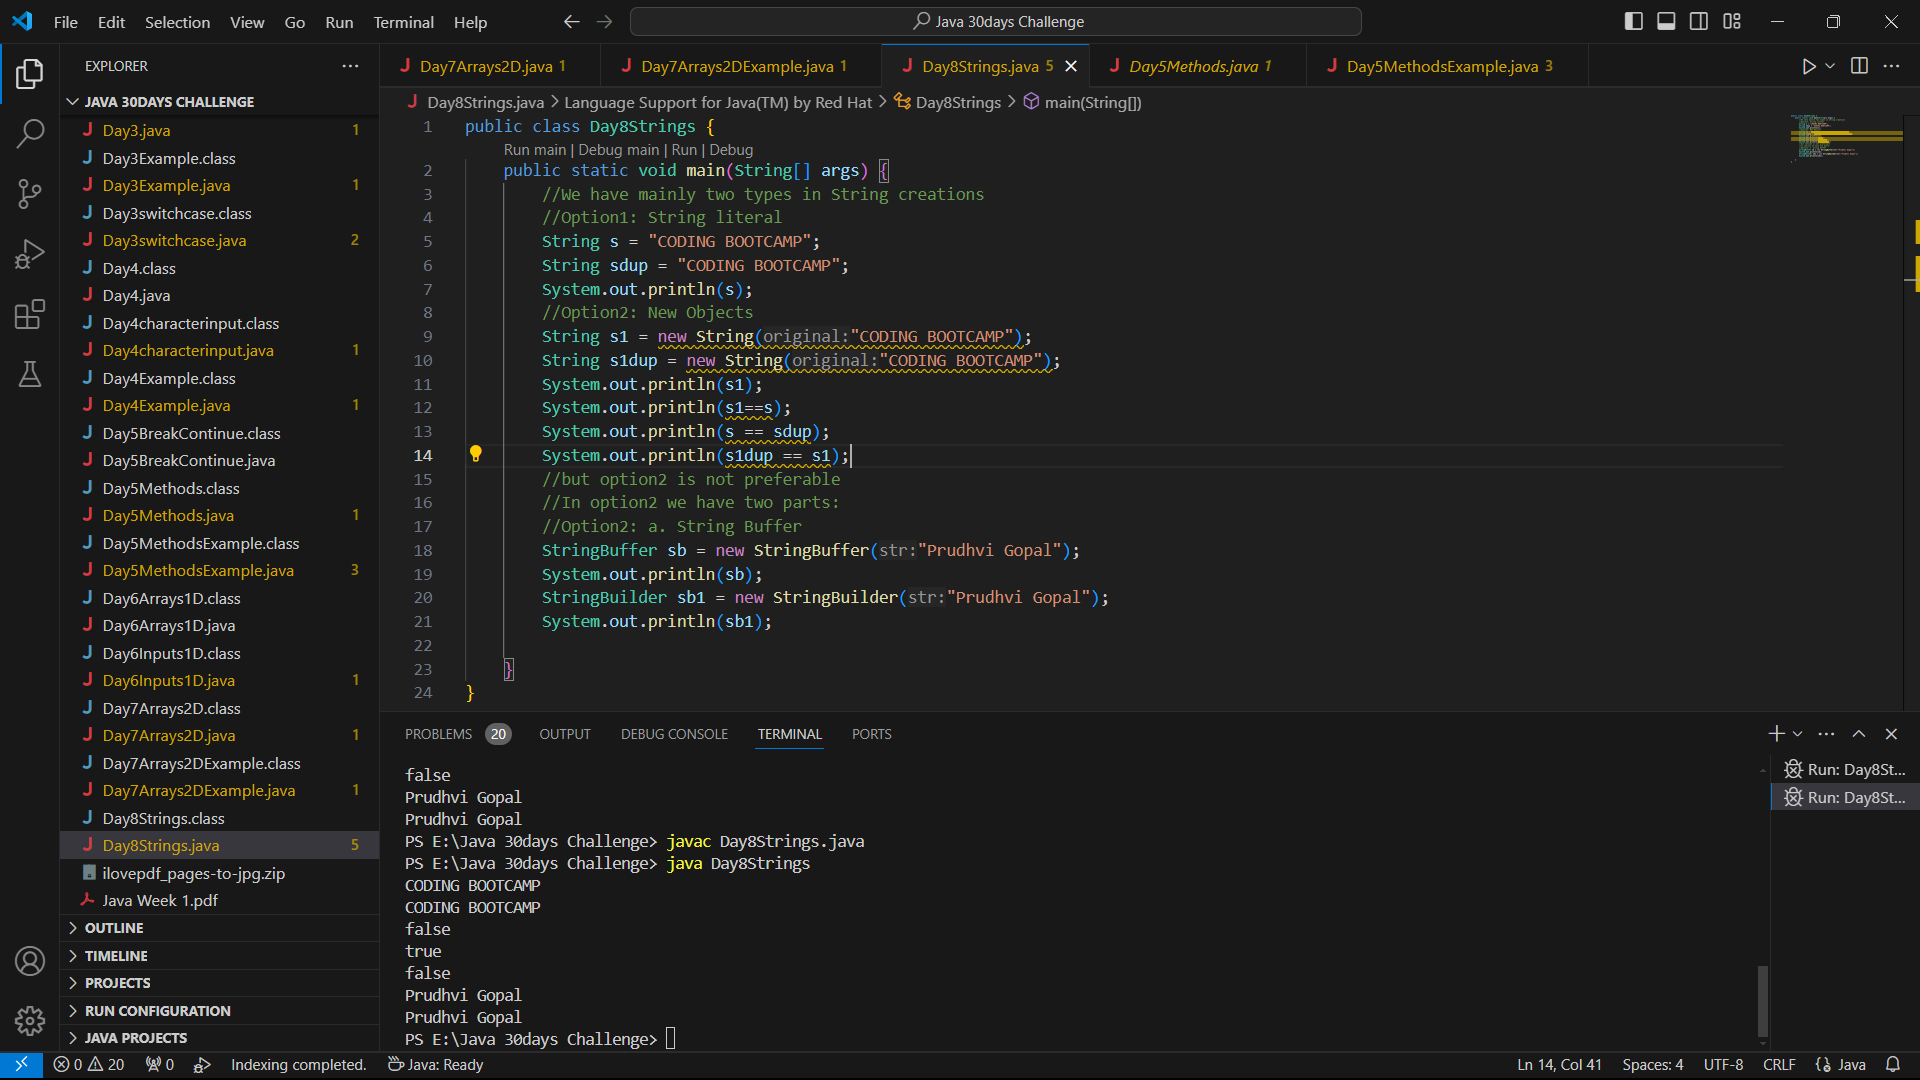 File Edit Selection View Go Run Terminal Help
Java 30days Challenge
EXPLORER
JAVA 30DAYS CHALLENGE
Day3.java 1
Day3Example.class
Day3Example.java 1
Day3switchcase.class
Day3switchcase.java 2
Day4.class
Day4.java
Day4characterinput.class
Day4characterinput.java 1
Day4Example.class
Day4Example.java 1
Day5BreakContinue.class
Day5BreakContinue.java
Day5Methods.class
Day5Methods.java 1
Day5MethodsExample.class
Day5MethodsExample.java 3
Day6Arrays1D.class
Day6Arrays1D.java
Day6Inputs1D.class
Day6Inputs1D.java 1
Day7Arrays2D.class
Day7Arrays2D.java 1
Day7Arrays2DExample.class
Day7Arrays2DExample.java 1
Day8Strings.class
Day8Strings.java 5
ilovepdf_pages-to-jpg.zip
Java Week 1.pdf
OUTLINE
TIMELINE
PROJECTS
RUN CONFIGURATION
JAVA PROJECTS
Day7Arrays2D.java 1 Day7Arrays2DExample.java 1 Day8Strings.java 5 Day5Methods.java 1 Day5MethodsExample.java 3
Day8Strings.java > Language Support for Java(TM) by Red Hat > Day8Strings > main(String[])
1 public class Day8Strings {
Run main | Debug main | Run | Debug
2 public static void main(String[] args) {
3 //We have mainly two types in String creations
4 //Option1: String literal
5 String s = "CODING BOOTCAMP";
6 String sdup = "CODING BOOTCAMP";
7 System.out.println(s);
8 //Option2: New Objects
9 String s1 = new String(original:"CODING BOOTCAMP");
10 String s1dup = new String(original:"CODING BOOTCAMP");
11 System.out.println(s1);
12 System.out.println(s1==s);
13 System.out.println(s == sdup);
14 System.out.println(s1dup == s1);
15 //but option2 is not preferable
16 //In option2 we have two parts:
17 //Option2: a. String Buffer
18 StringBuffer sb = new StringBuffer(str:"Prudhvi Gopal");
19 System.out.println(sb);
20 StringBuilder sb1 = new StringBuilder(str:"Prudhvi Gopal");
21 System.out.println(sb1);
22
23 }
24 }
PROBLEMS 20 OUTPUT DEBUG CONSOLE TERMINAL PORTS
false
Prudhvi Gopal
Prudhvi Gopal
PS E:\Java 30days Challenge> javac Day8Strings.java
PS E:\Java 30days Challenge> java Day8Strings
CODING BOOTCAMP
CODING BOOTCAMP
false
true
false
Prudhvi Gopal
Prudhvi Gopal
PS E:\Java 30days Challenge>
Run: Day8St...
Run: Day8St...
0 20 0 Indexing completed. Java: Ready Ln 14, Col 41 Spaces: 4 UTF-8 CRLF Java